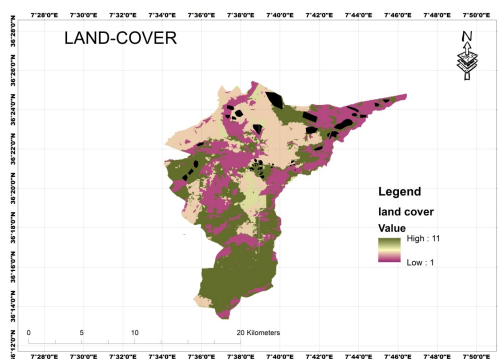 7°28'0"E 7°30'0"E 7°32'0"E 7°34'0"E 7°36'0"E 7°38'0"E 7°40'0"E 7°42'0"E 7°44'0"E 7°46'0"E 7°48'0"E 7°50'0"E
LAND-COVER
N
36°28'0"N
36°26'0"N
36°24'0"N
36°22'0"N
36°20'0"N
36°18'0"N
36°16'0"N
36°14'0"N
36°12'0"N
Legend
land cover
Value
High : 11
Low : 1
0 5 10 20 Kilometers
7°28'0"E 7°30'0"E 7°32'0"E 7°34'0"E 7°36'0"E 7°38'0"E 7°40'0"E 7°42'0"E 7°44'0"E 7°46'0"E 7°48'0"E 7°50'0"E